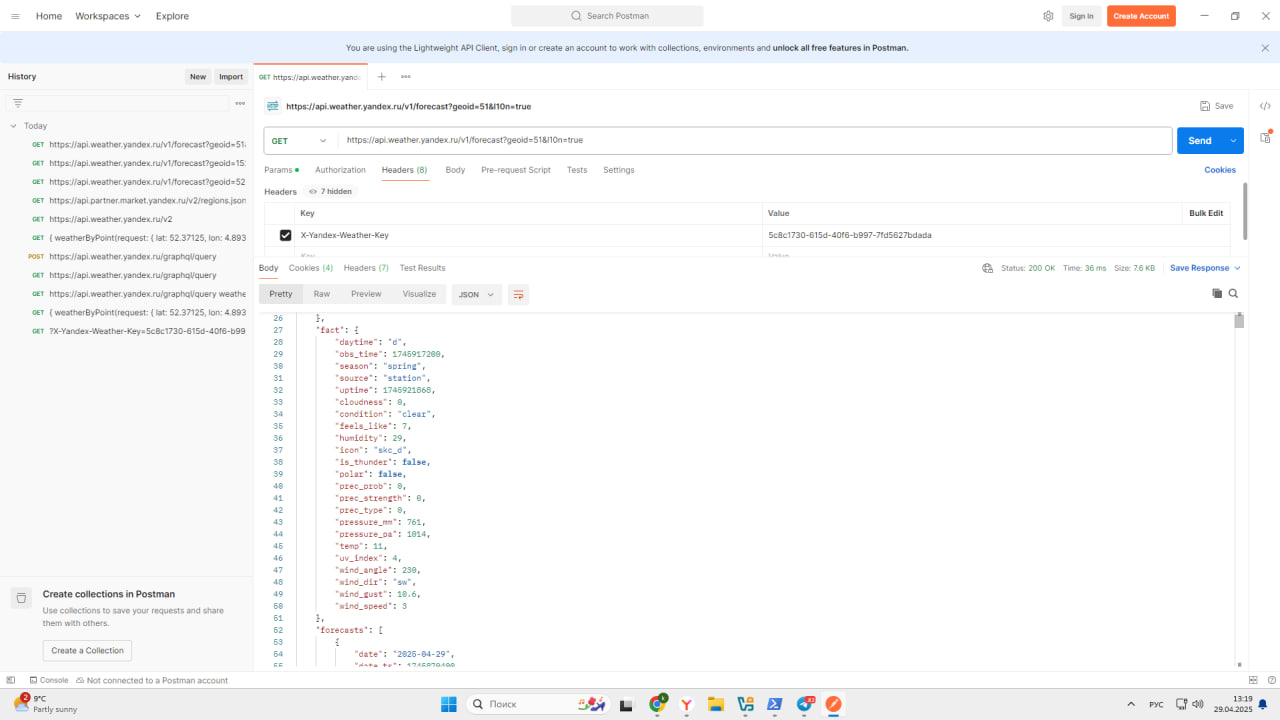 Home Workspaces Explore Search Postman Sign In Create Account
You are using the Lightweight API Client, sign in or create an account to work with collections, environments and unlock all free features in Postman.
History New Import
GET https://api.weather.yande
Today
GET https://api.weather.yandex.ru/v1/forecast?geoid=51
GET https://api.weather.yandex.ru/v1/forecast?geoid=15
GET https://api.weather.yandex.ru/v1/forecast?geoid=52
GET https://api.partner.market.yandex.ru/v2/regions.json
GET https://api.weather.yandex.ru/v2
GET { weatherByPoint(request: { lat: 52.37125, lon: 4.893
POST https://api.weather.yandex.ru/graphql/query
GET https://api.weather.yandex.ru/graphql/query
GET https://api.weather.yandex.ru/graphql/query weathe
GET { weatherByPoint(request: { lat: 52.37125, lon: 4.893
GET ?X-Yandex-Weather-Key=5c8c1730-615d-40f6-b99
Create collections in Postman
Use collections to save your requests and share
them with others.
Create a Collection
https://api.weather.yandex.ru/v1/forecast?geoid=51&l10n=true Save
GET https://api.weather.yandex.ru/v1/forecast?geoid=51&l10n=true Send
Params Authorization Headers (8) Body Pre-request Script Tests Settings Cookies
Headers 7 hidden
Key Value Bulk Edit
X-Yandex-Weather-Key 5c8c1730-615d-40f6-b997-7fd5627bdada
Key Value
Body Cookies (4) Headers (7) Test Results Status: 200 OK Time: 36 ms Size: 7.6 KB Save Response
Pretty Raw Preview Visualize JSON
26 },
27 "fact": {
28 "daytime": "d",
29 "obs_time": 1745917200,
30 "season": "spring",
31 "source": "station",
32 "uptime": 1745921868,
33 "cloudness": 0,
34 "condition": "clear",
35 "feels_like": 7,
36 "humidity": 29,
37 "icon": "skc_d",
38 "is_thunder": false,
39 "polar": false,
40 "prec_prob": 0,
41 "prec_strength": 0,
42 "prec_type": 0,
43 "pressure_mm": 761,
44 "pressure_pa": 1014,
45 "temp": 11,
46 "uv_index": 4,
47 "wind_angle": 230,
48 "wind_dir": "sw",
49 "wind_gust": 10.6,
50 "wind_speed": 3
51 },
52 "forecasts": [
53 {
54 "date": "2025-04-29",
55 "date_ts": 1745870400
Console Not connected to a Postman account
2 9°C
Partly sunny
Поиск
РУС
13:19
29.04.2025